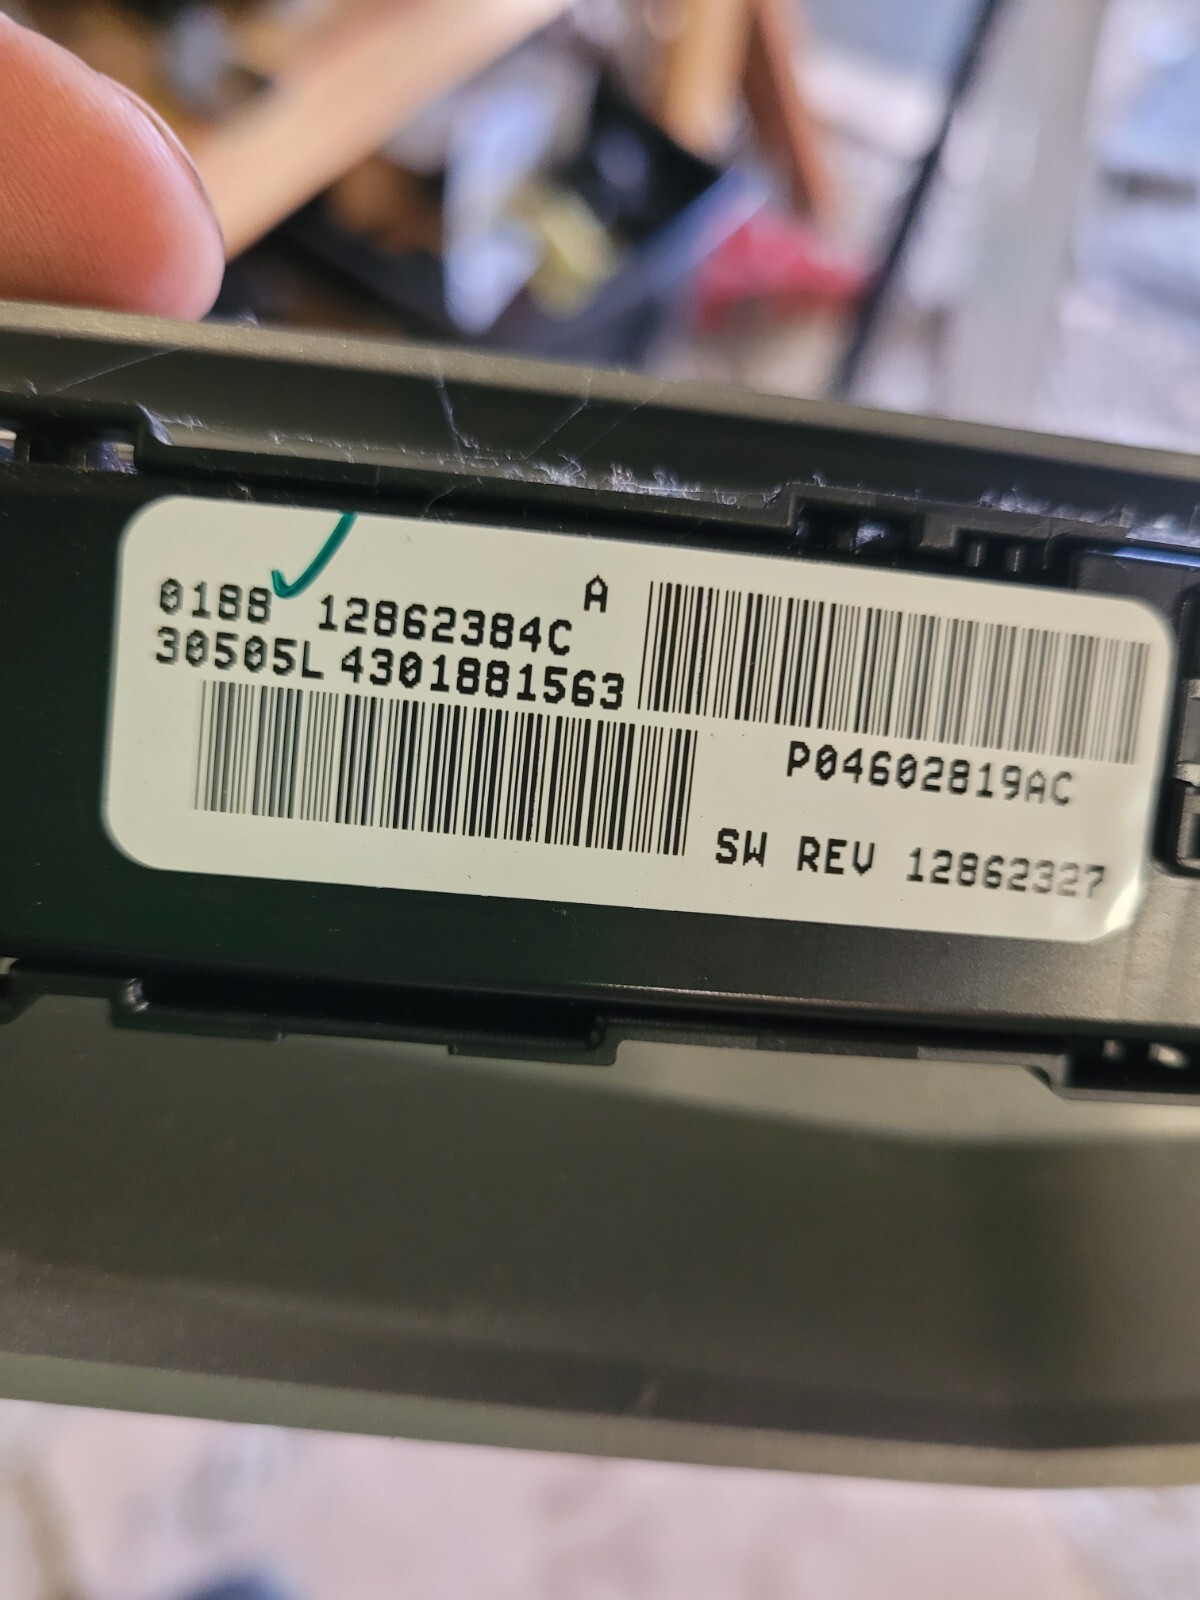 A
0188 12862384C
30505L 4301881563
P04602819AC
SW REV 12862327